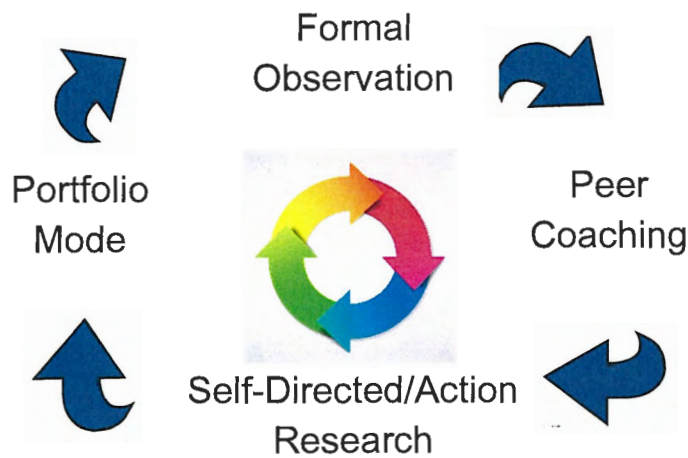 Formal
Observation
Peer
Coaching
Self-Directed/Action
Research
Portfolio
Mode